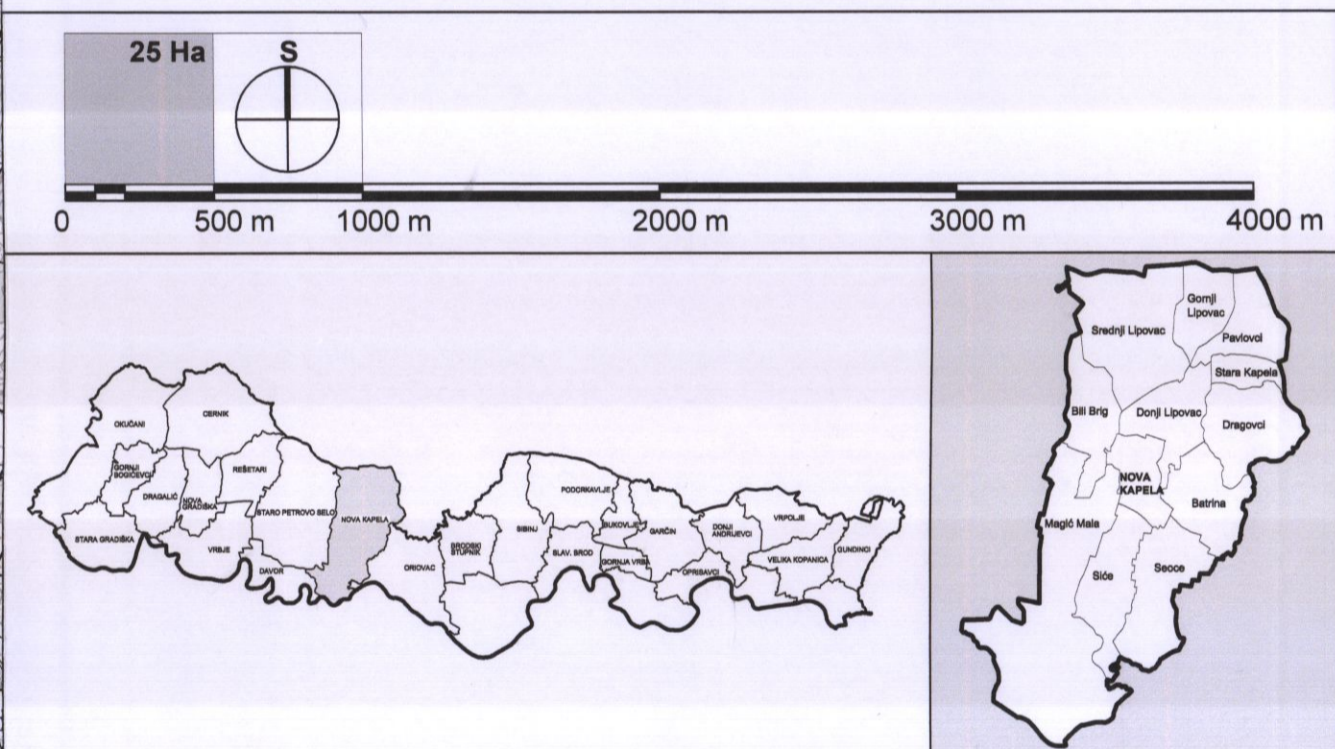 25 Ha
S
0
500 m
1000 m
2000 m
3000 m
4000 m
OKUČANI
CERNIK
GORNJI
BOGIĆEVCI
REŠETARI
DRAGALIĆ
NOVA
GRADIŠKA
STARO PETROVO SELO
NOVA KAPELA
STARA GRADIŠKA
VRBJE
DAVOR
ORIOVAC
BRODSKI
STUPNIK
SIBINJ
PODCRKAVLJE
BUKOVLJE
SLAV. BROD
GORNJA VRBA
GARČIN
OPRISAVCI
DONJI
ANDRIJEVCI
VRPOLJE
VELIKA KOPANICA
GUNDINCI
Srednji Lipovac
Gornji
Lipovac
Pavlovci
Stara Kapela
Bili Brig
Donji Lipovac
Dragovci
NOVA
KAPELA
Batrina
Magić Mala
Siče
Seoce